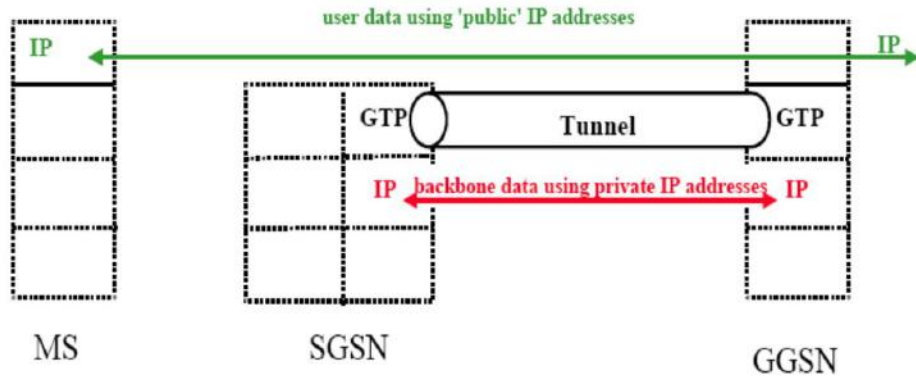 user data using 'public' IP addresses
IP IP
GTP Tunnel GTP
IP backbone data using private IP addresses IP
MS SGSN GGSN